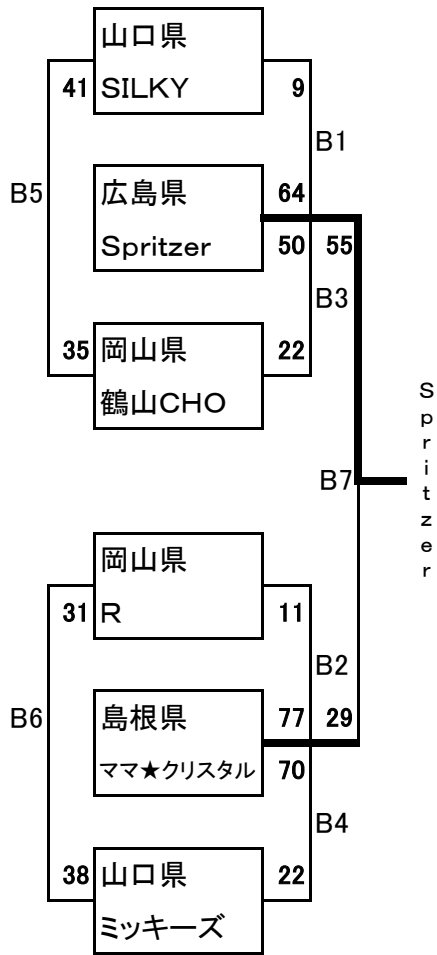 山口県
41 SILKY 9
B1
B5 広島県 64
Spritzer 50 55
B3
35 岡山県 22
鶴山CHO
Spritzer
B7
岡山県
31 R 11
B2
B6 島根県 77 29
ママ★クリスタル 70
B4
38 山口県 22
ミッキーズ